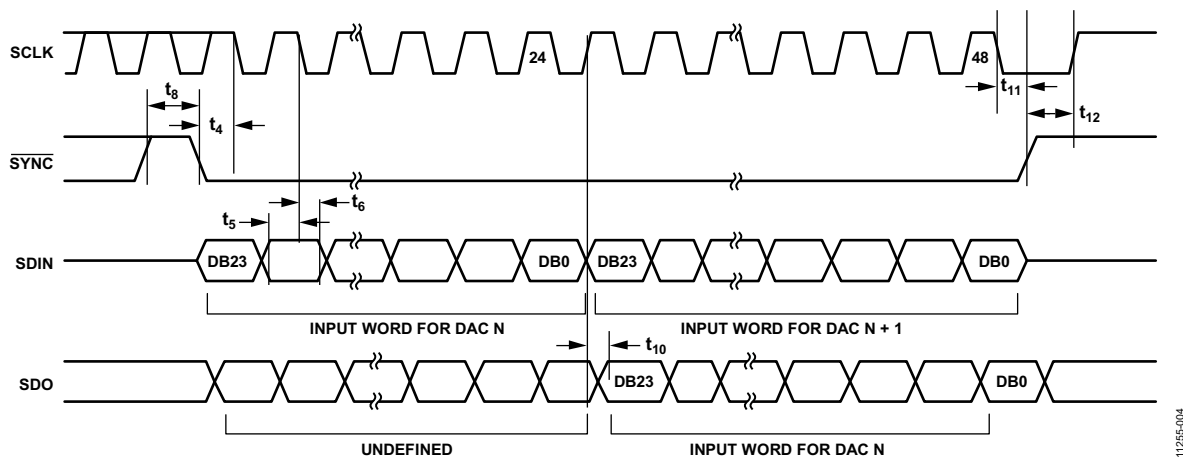 SCLK
24
48
t8
t4
t11
t12
SYNC
t5
t6
SDIN
DB23
DB0
DB23
DB0
INPUT WORD FOR DAC N
INPUT WORD FOR DAC N + 1
t10
SDO
DB23
DB0
UNDEFINED
INPUT WORD FOR DAC N
11255-004